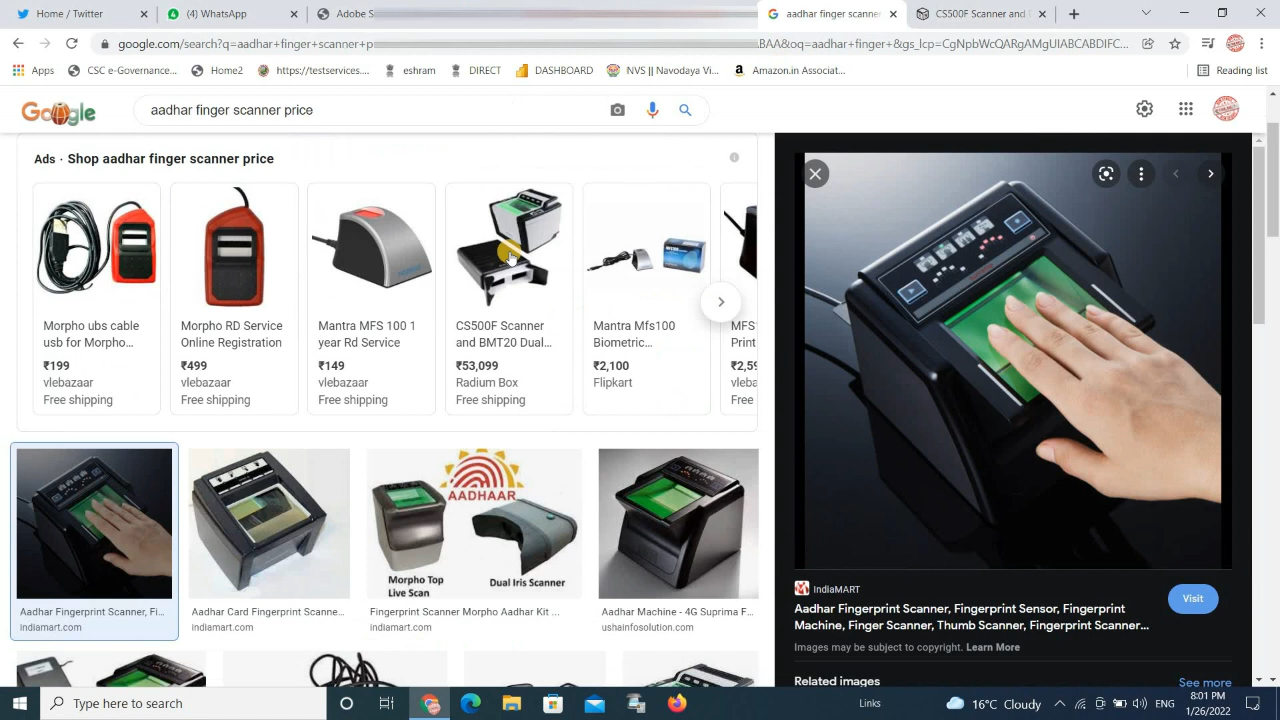 Home / Twitter
(4) WhatsApp
Adobe S
aadhar finger scanner
CS500F Scanner and
google.com/search?q=aadhar+finger+scanner+p
BAA&oq=aadhar+finger+&gs_lcp=CgNpbWcQARgAMgUIABCABDIFC...
Apps
CSC e-Governance...
Home2
https://testservices...
eshram
DIRECT
DASHBOARD
NVS || Navodaya Vi...
Amazon.in Associat...
Reading list
Google
aadhar finger scanner price
Ads · Shop aadhar finger scanner price
Morpho ubs cable
usb for Morpho...
₹199
vlebazaar
Free shipping
Morpho RD Service
Online Registration
₹499
vlebazaar
Free shipping
Mantra MFS 100 1
year Rd Service
₹149
vlebazaar
Free shipping
CS500F Scanner
and BMT20 Dual...
₹53,099
Radium Box
Free shipping
Mantra Mfs100
Biometric...
₹2,100
Flipkart
MFS
Print
₹2,59
vleba
Free
AADHAAR
Morpho Top
Live Scan
Dual Iris Scanner
Aadhar Fingerprint Scanner, Fi...
indiamart.com
Aadhar Card Fingerprint Scanne...
indiamart.com
Fingerprint Scanner Morpho Aadhar Kit ...
indiamart.com
Aadhar Machine - 4G Suprima F...
ushainfosolution.com
IndiaMART
Aadhar Fingerprint Scanner, Fingerprint Sensor, Fingerprint
Machine, Finger Scanner, Thumb Scanner, Fingerprint Scanner...
Visit
Images may be subject to copyright. Learn More
Related images
See more
Type here to search
Links
16°C Cloudy
8:01 PM
1/26/2022